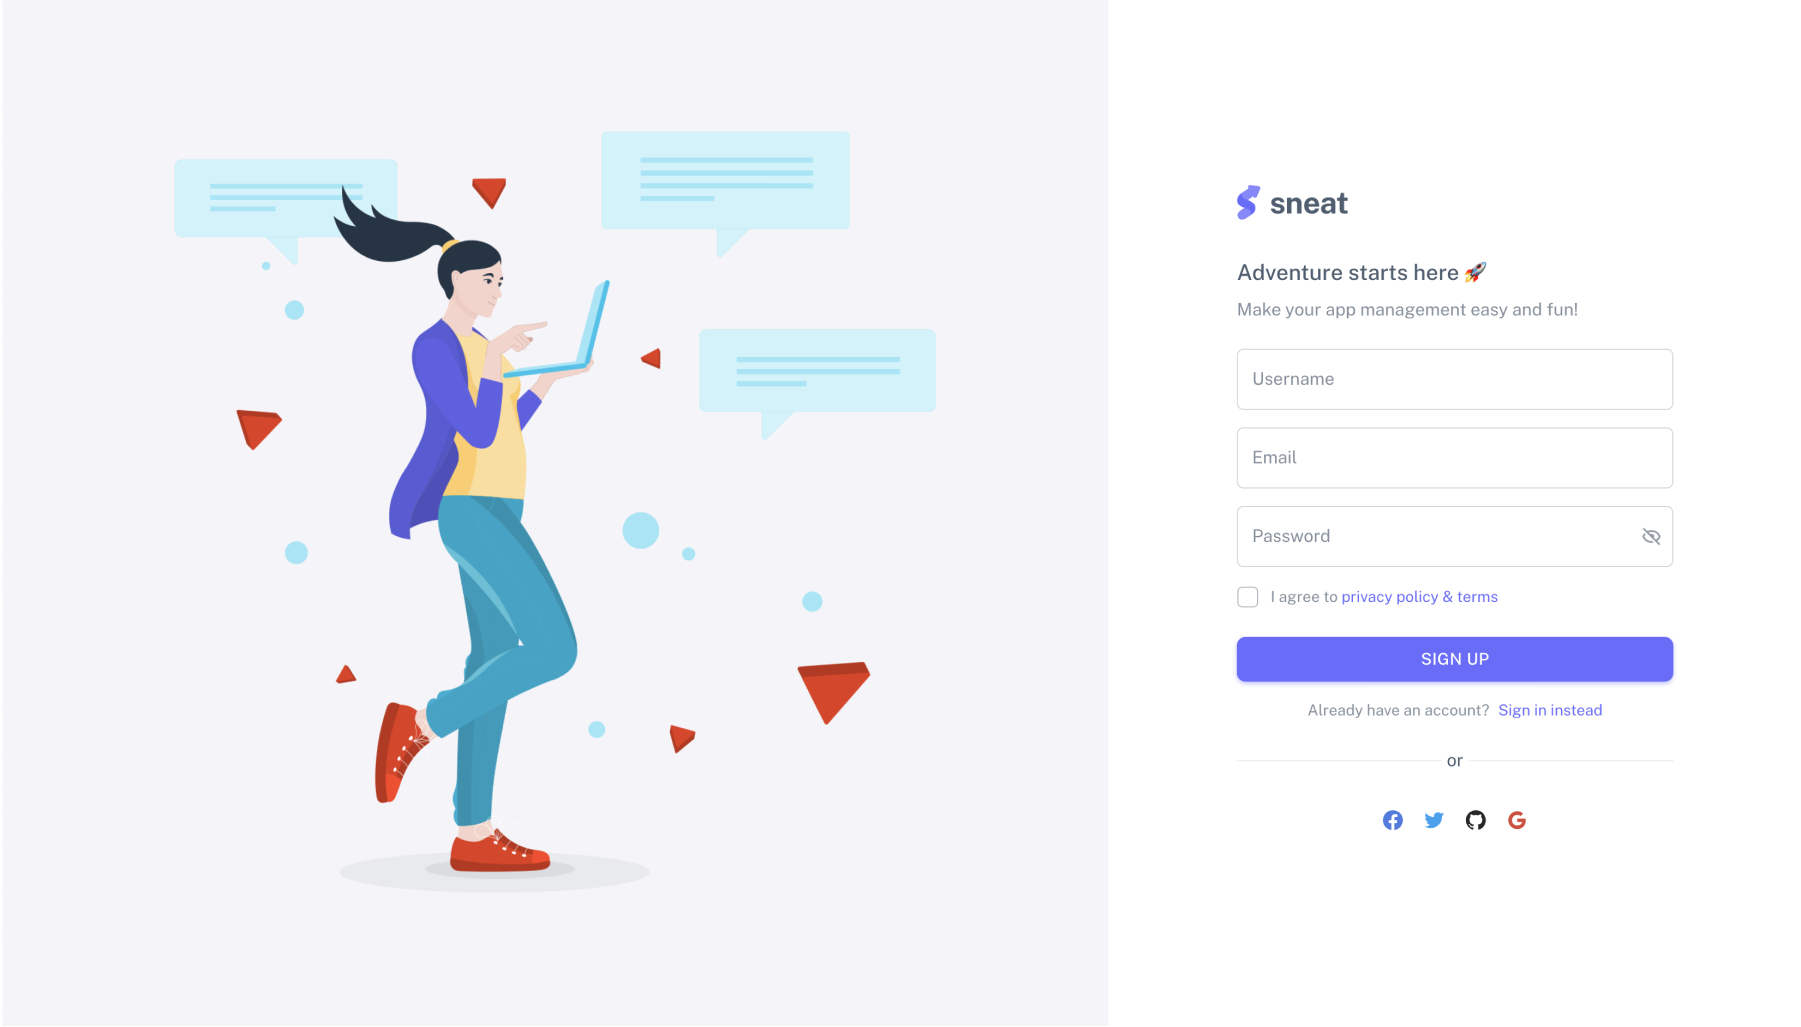 sneat
Adventure starts here 🚀
Make your app management easy and fun!
Username
Email
Password
I agree to privacy policy & terms
SIGN UP
Already have an account? Sign in instead
or